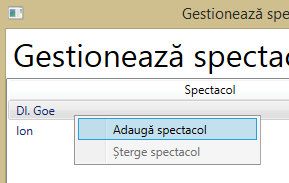 Gestionează spe
Gestionează spectac
Spectacol
Dl. Goe
Ion
Adaugă spectacol
Șterge spectacol